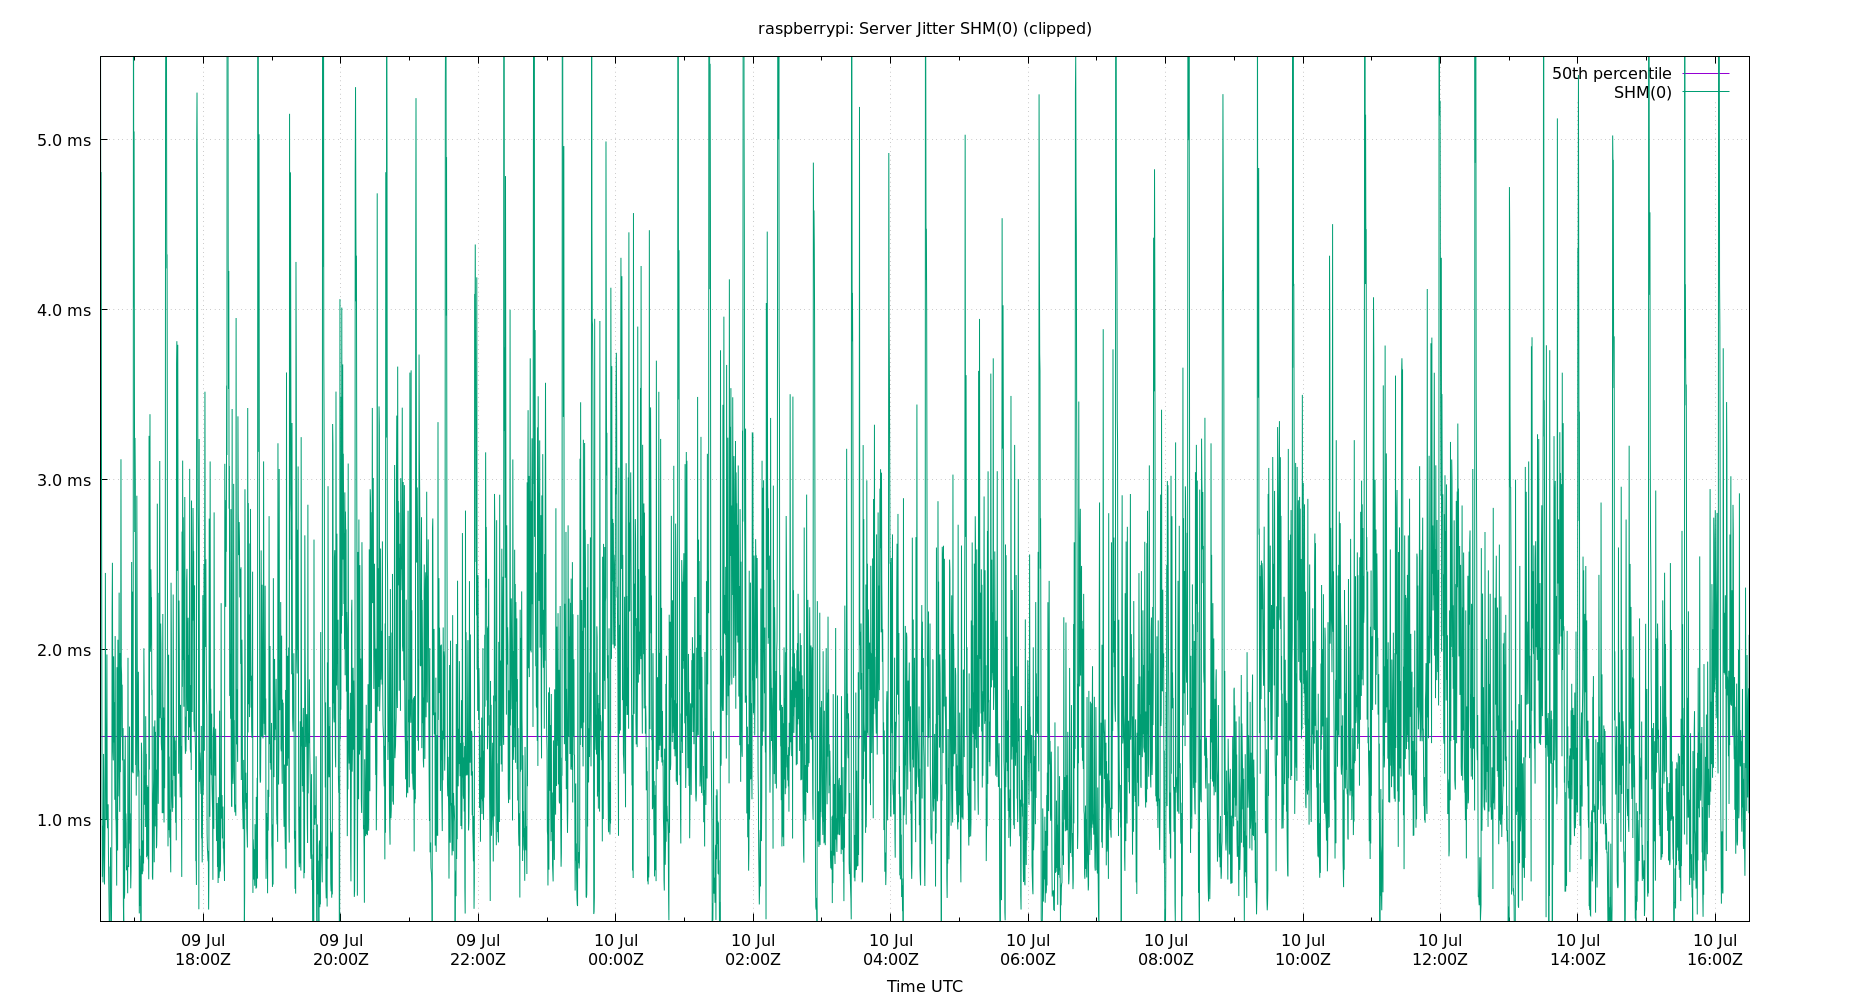 raspberrypi: Server Jitter SHM(0) (clipped)
50th percentile
SHM(0)
5.0 ms
4.0 ms
3.0 ms
2.0 ms
1.0 ms
09 Jul 09 Jul 09 Jul 10 Jul 10 Jul 10 Jul 10 Jul 10 Jul 10 Jul 10 Jul 10 Jul 10 Jul
18:00Z 20:00Z 22:00Z 00:00Z 02:00Z 04:00Z 06:00Z 08:00Z 10:00Z 12:00Z 14:00Z 16:00Z
Time UTC